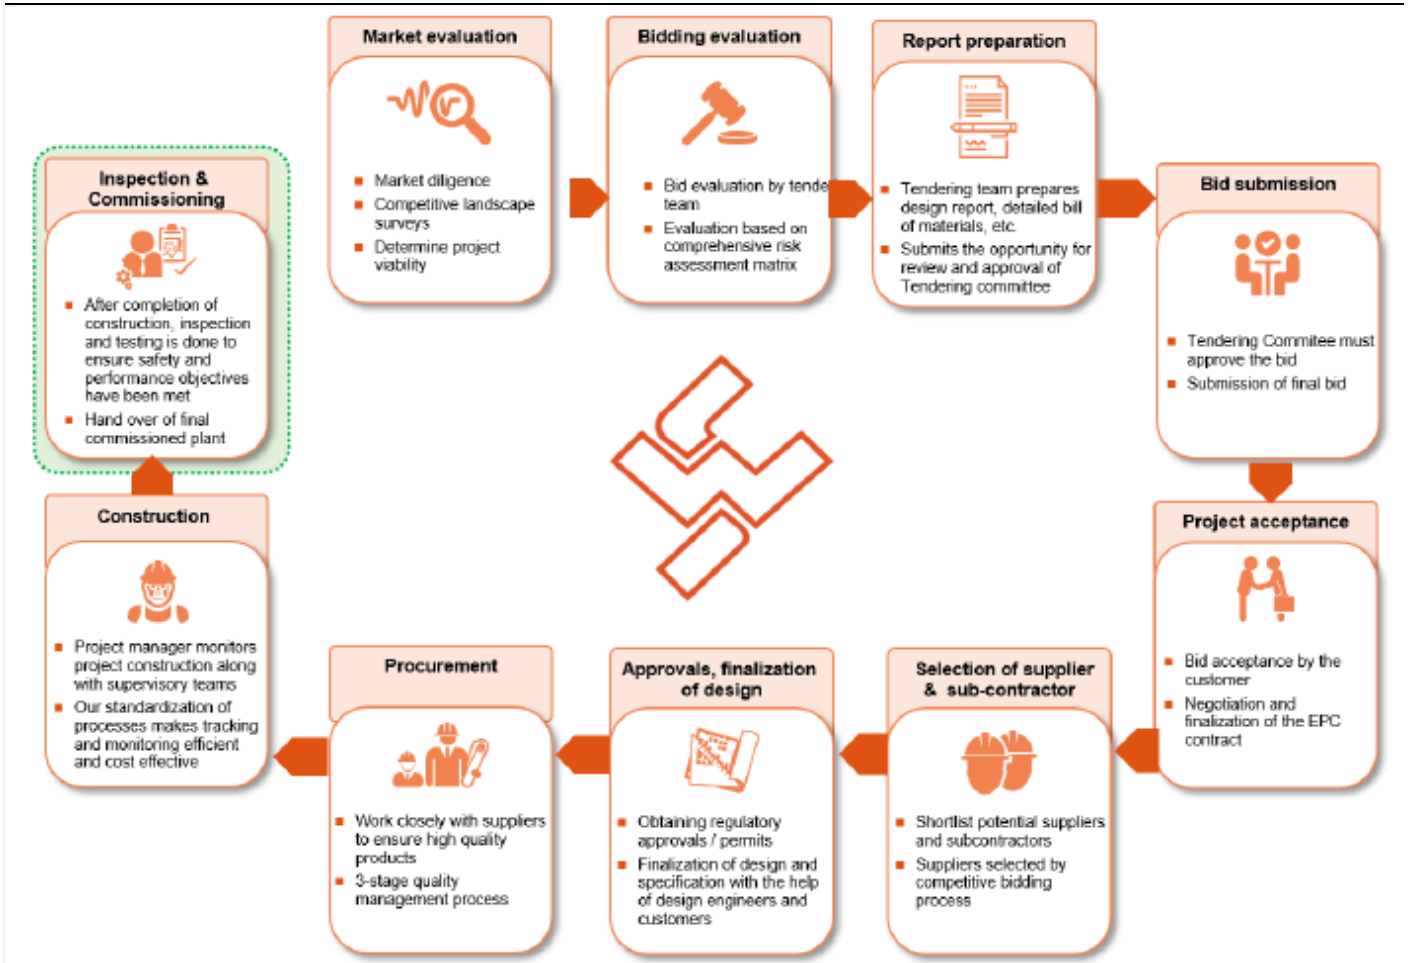 Market evaluation
Market diligence
Competitive landscape
surveys
Determine project
viability
Bidding evaluation
Bid evaluation by tende
team
Evaluation based on
comprehensive risk
assessment matrix
Report preparation
Tendering team prepares
design report, detailed bill
of materials, etc.
Submits the opportunity for
review and approval of
Tendering committee
Bid submission
Tendering Commitee must
approve the bid
Submission of final bid
Project acceptance
Bid acceptance by the
customer
Negotiation and
finalization of the EPC
contract
Selection of supplier
& sub-contractor
Shortlist potential suppliers
and subcontractors
Suppliers selected by
competitive bidding
process
Approvals, finalization
of design
Obtaining regulatory
approvals / permits
Finalization of design and
specification with the help
of design engineers and
customers
Procurement
Work closely with suppliers
to ensure high quality
products
3-stage quality
management process
Construction
Project manager monitors
project construction along
with supervisory teams
Our standardization of
processes makes tracking
and monitoring efficient
and cost effective
Inspection &
Commissioning
After completion of
construction, inspection
and testing is done to
ensure safety and
performance objectives
have been met
Hand over of final
commissioned plant